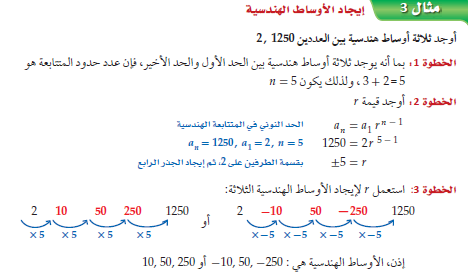 مثال 3 إيجاد الأوساط الهندسية
أوجد ثلاثة أوساط هندسية بين العددين 2, 1250
الخطوة 1: بما أنه يوجد ثلاثة أوساط هندسية بين الحد الأول والحد الأخير، فإن عدد حدود المتتابعة هو
3 + 2 = 5 ، ولذلك يكون n = 5
الخطوة 2: أوجد قيمة r
الحد النوني في المتتابعة الهندسية aₙ = a₁ rⁿ⁻¹
aₙ = 1250, a₁ = 2, n = 5 1250 = 2r⁵⁻¹
بقسمة الطرفين على 2، ثم إيجاد الجذر الرابع ±5 = r
الخطوة 3: استعمل r لإيجاد الأوساط الهندسية الثلاثة:
2 10 50 250 1250 أو 2 −10 50 −250 1250
×5 ×5 ×5 ×5 ×−5 ×−5 ×−5 ×−5
إذن، الأوساط الهندسية هي: −10, 50, −250 أو 10, 50, 250